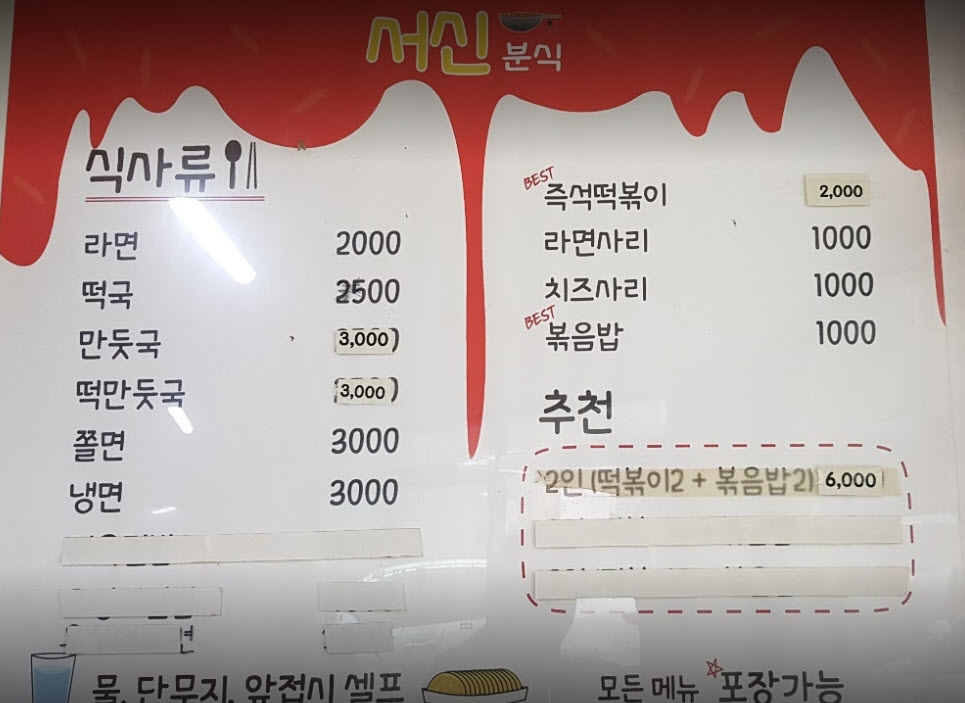 서신 분식
식사류
라면 2000
떡국 2500
만둣국 3,000
떡만둣국 3,000
쫄면 3000
냉면 3000
BEST
즉석떡볶이 2,000
라면사리 1000
치즈사리 1000
BEST
볶음밥 1000
추천
2인 (떡볶이2 + 볶음밥2) 6,000
물, 단무지, 앞접시 셀프
모든 메뉴 포장가능